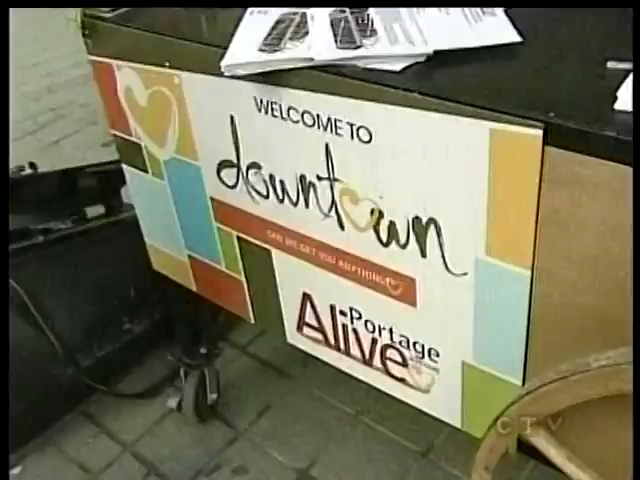 WELCOME TO
downtown
CAN WE GET YOU ANYTHING?
Portage
Alive
CTV